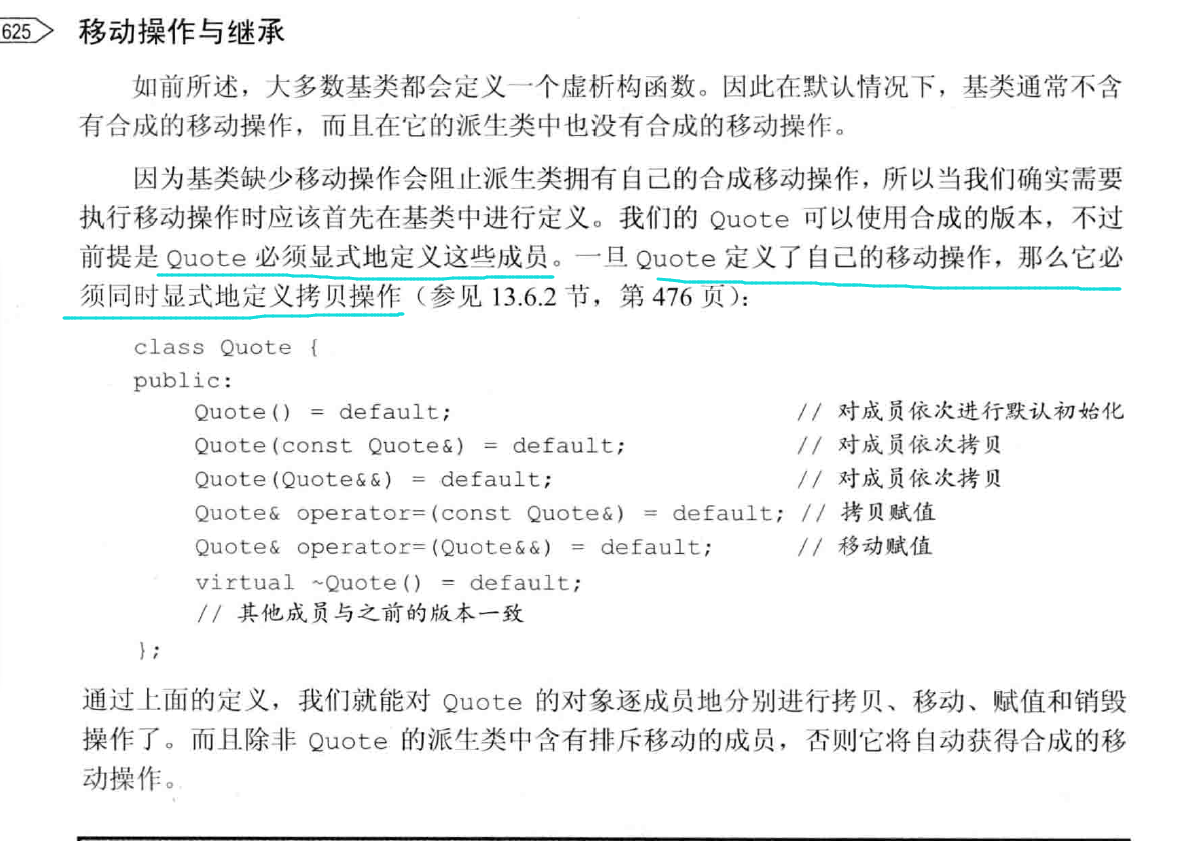 625 移动操作与继承
如前所述，大多数基类都会定义一个虚析构函数。因此在默认情况下，基类通常不含
有合成的移动操作，而且在它的派生类中也没有合成的移动操作。
因为基类缺少移动操作会阻止派生类拥有自己的合成移动操作，所以当我们确实需要
执行移动操作时应该首先在基类中进行定义。我们的 Quote 可以使用合成的版本，不过
前提是 Quote 必须显式地定义这些成员。一旦 Quote 定义了自己的移动操作，那么它必
须同时显式地定义拷贝操作（参见 13.6.2 节，第 476 页）：
class Quote {
public:
Quote() = default; // 对成员依次进行默认初始化
Quote(const Quote&) = default; // 对成员依次拷贝
Quote(Quote&&) = default; // 对成员依次拷贝
Quote& operator=(const Quote&) = default; // 拷贝赋值
Quote& operator=(Quote&&) = default; // 移动赋值
virtual ~Quote() = default;
// 其他成员与之前的版本一致
};
通过上面的定义，我们就能对 Quote 的对象逐成员地分别进行拷贝、移动、赋值和销毁
操作了。而且除非 Quote 的派生类中含有排斥移动的成员，否则它将自动获得合成的移
动操作。